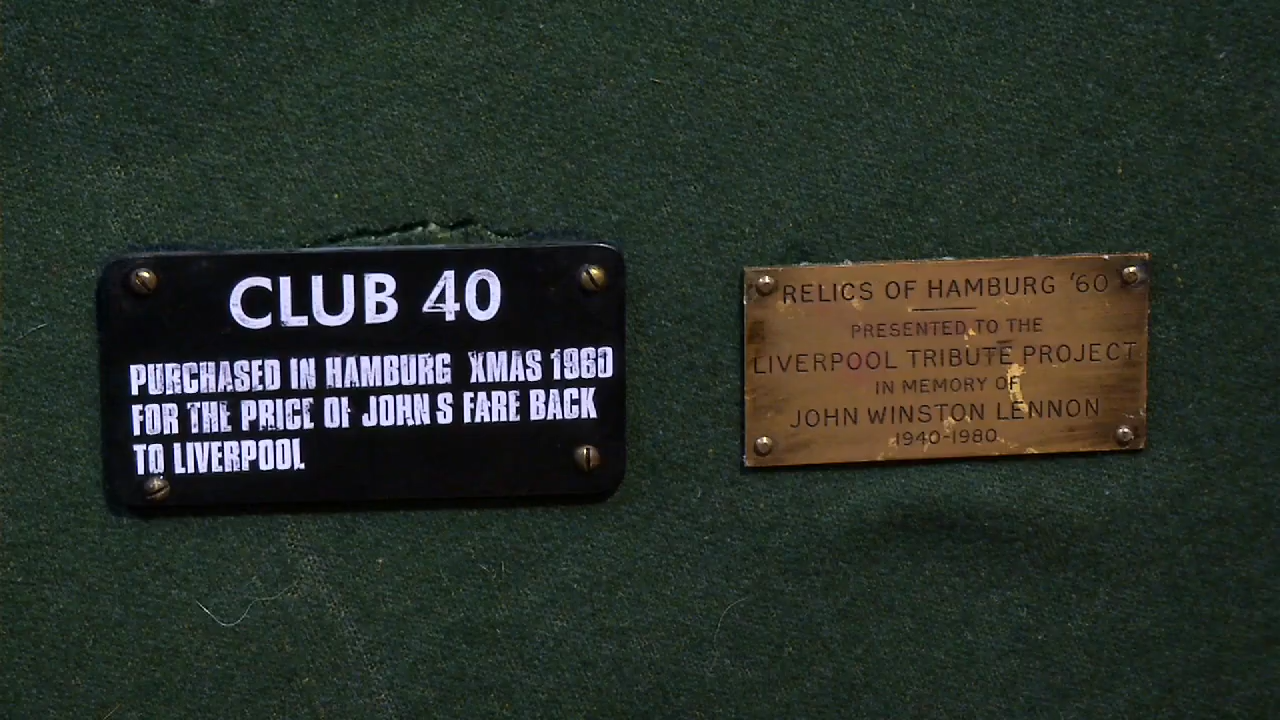 CLUB 40
PURCHASED IN HAMBURG XMAS 1960
FOR THE PRICE OF JOHN S FARE BACK
TO LIVERPOOL
RELICS OF HAMBURG '60
PRESENTED TO THE
LIVERPOOL TRIBUTE PROJECT
IN MEMORY OF
JOHN WINSTON LENNON
1940-1980